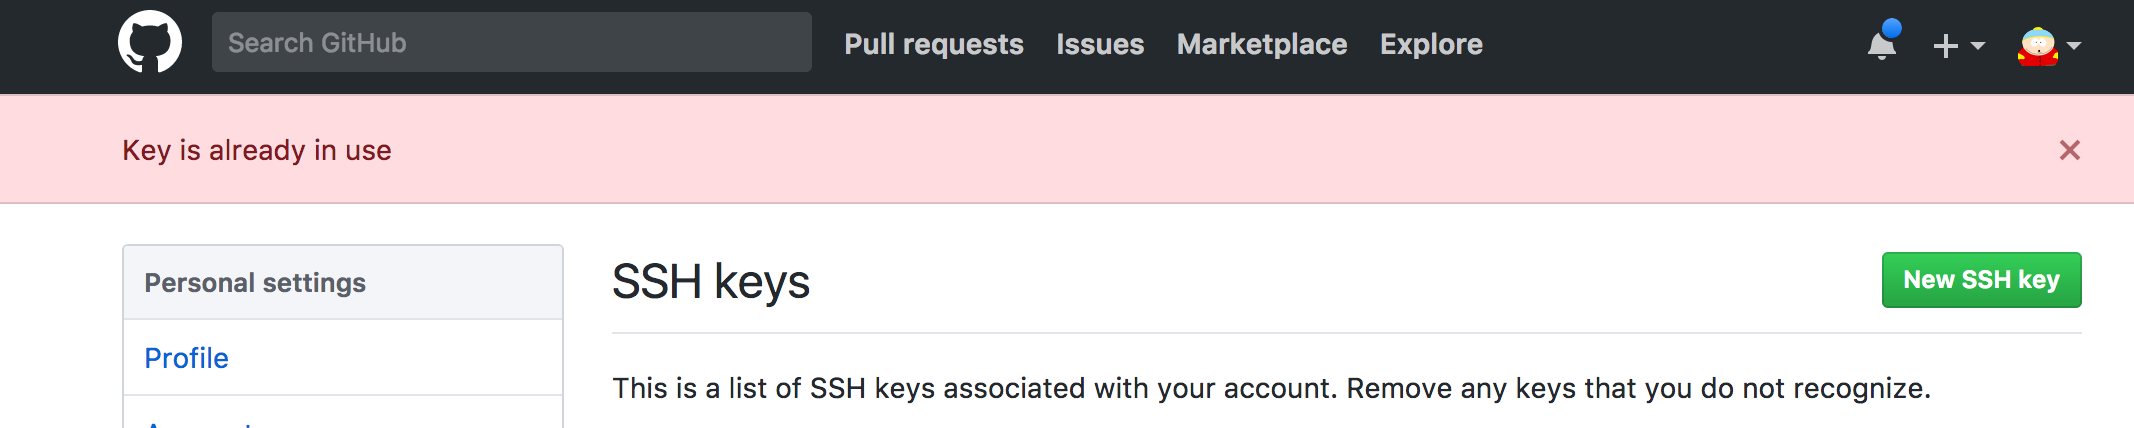 Search GitHub Pull requests Issues Marketplace Explore
Key is already in use ×
Personal settings
SSH keys
New SSH key
Profile
This is a list of SSH keys associated with your account. Remove any keys that you do not recognize.